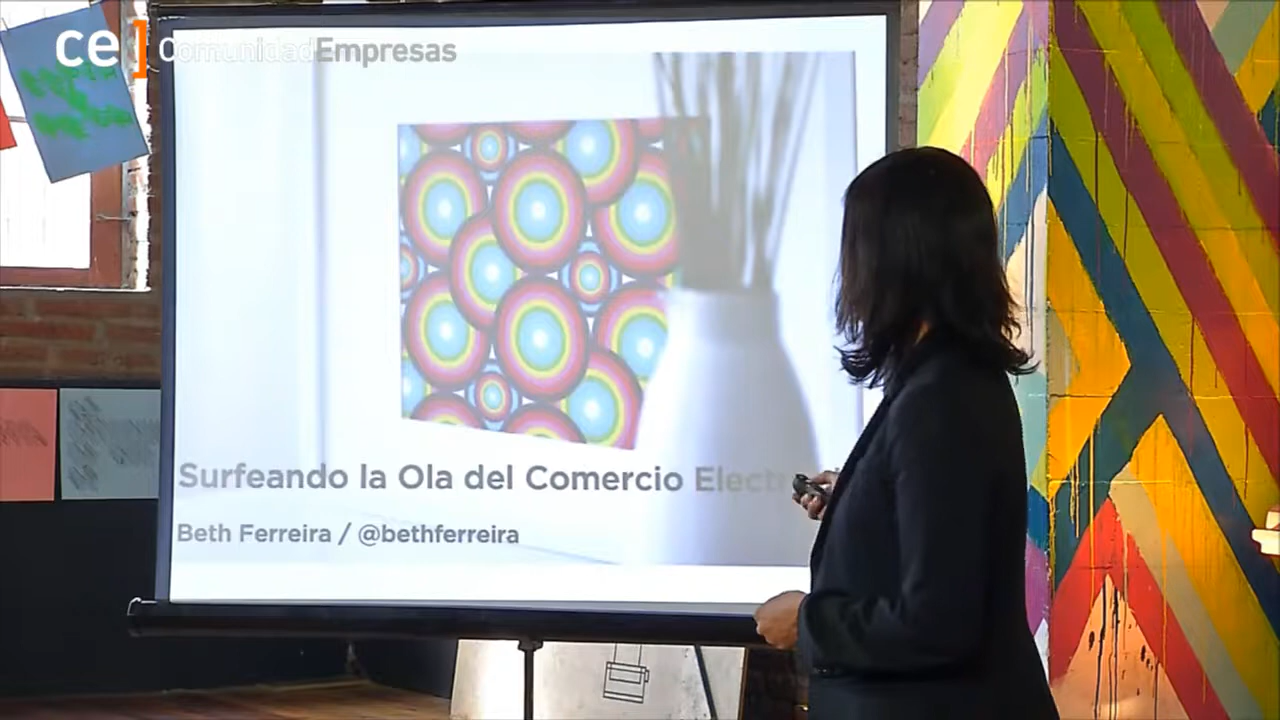 ce] ComunidadEmpresas
Surfeando la Ola del Comercio
Beth Ferreira / @bethferreira